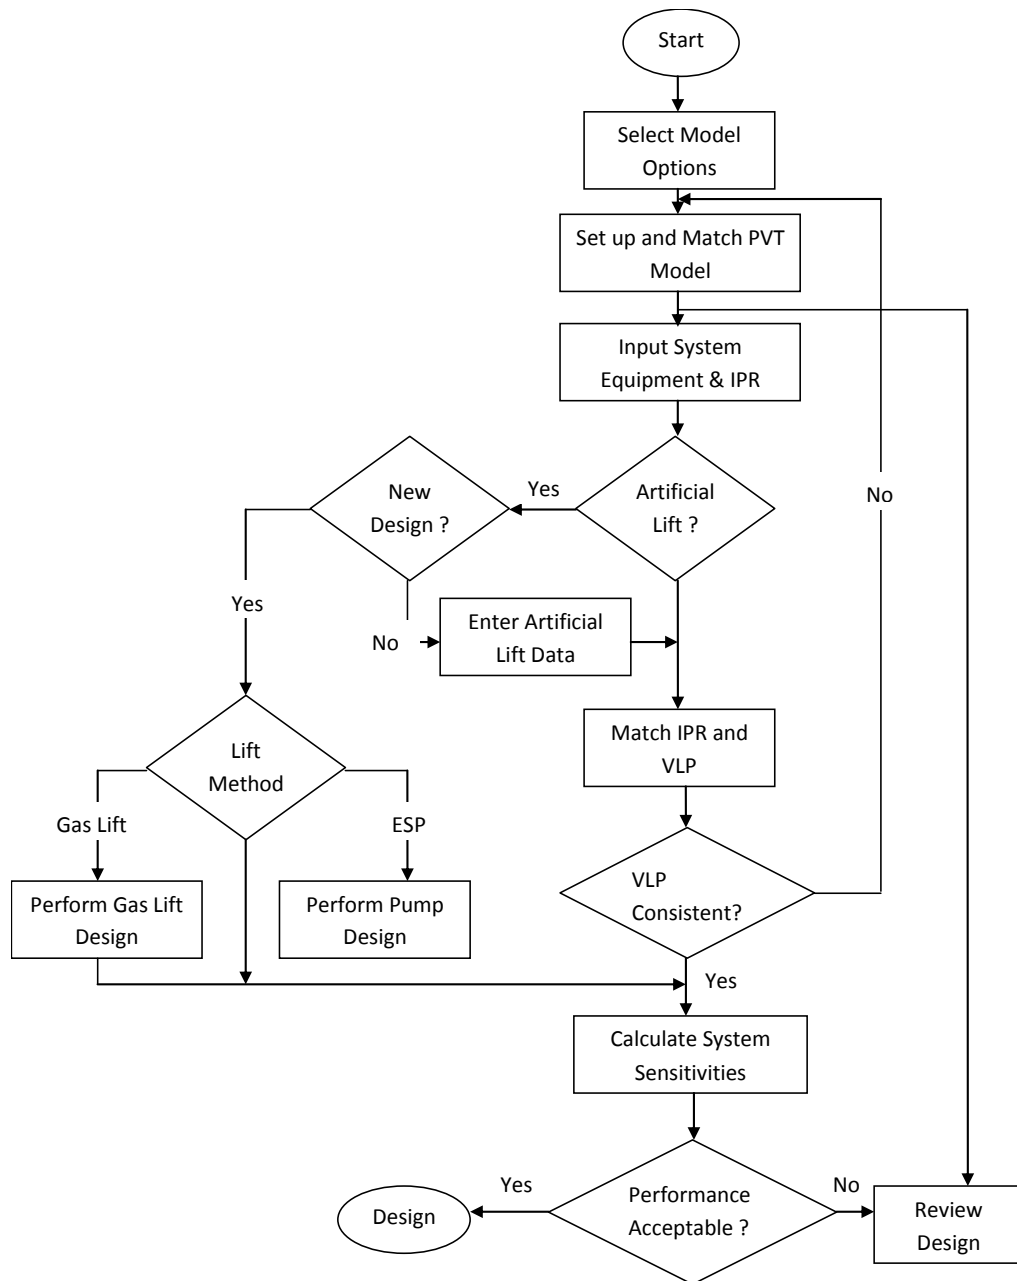 Start
Select Model
Options
Set up and Match PVT
Model
Input System
Equipment & IPR
New
Design ?
Yes
Artificial
Lift ?
No
Yes
No
Enter Artificial
Lift Data
Lift
Method
Match IPR and
VLP
Gas Lift
ESP
Perform Gas Lift
Design
Perform Pump
Design
VLP
Consistent?
Yes
Calculate System
Sensitivities
Yes
Performance
Acceptable ?
No
Design
Review
Design